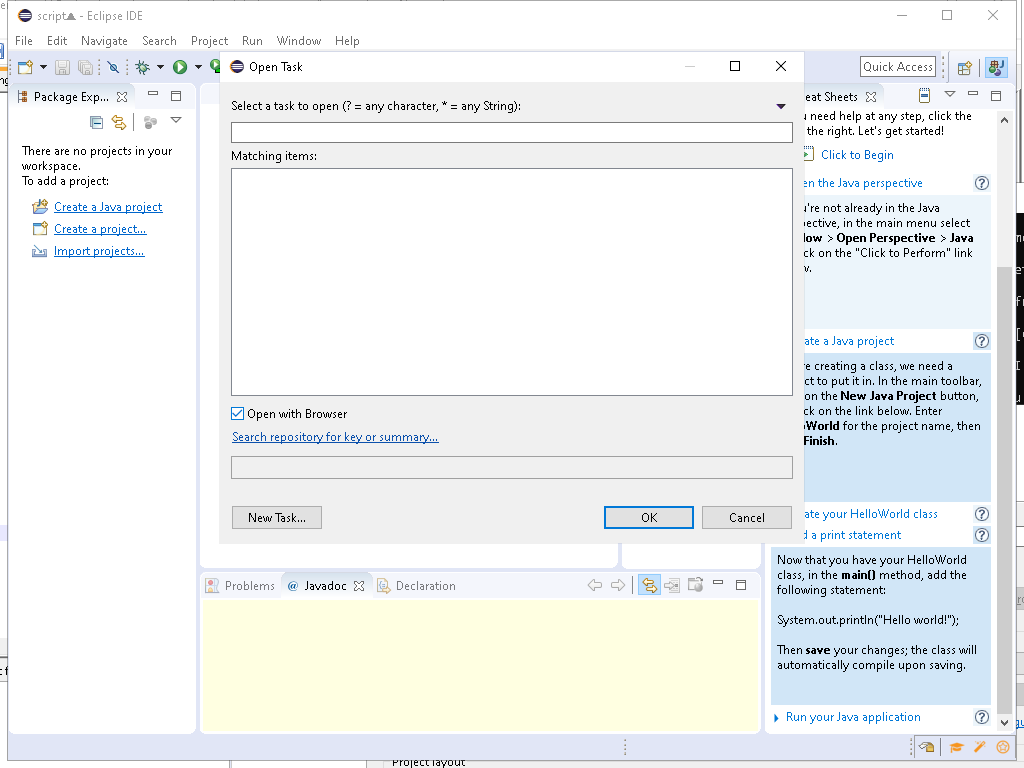 script - Eclipse IDE
File Edit Navigate Search Project Run Window Help
Quick Access
Package Exp...
There are no projects in your
workspace.
To add a project:
Create a Java project
Create a project...
Import projects...
Open Task
Select a task to open (? = any character, * = any String):
Matching items:
Open with Browser
Search repository for key or summary...
New Task...
OK
Cancel
eat Sheets
need help at any step, click the
the right. Let's get started!
Click to Begin
en the Java perspective
u're not already in the Java
pective, in the main menu select
dow > Open Perspective > Java
ck on the "Click to Perform" link
w.
ate a Java project
re creating a class, we need a
ct to put it in. In the main toolbar,
on the New Java Project button,
ck on the link below. Enter
oWorld for the project name, then
Finish.
ate your HelloWorld class
d a print statement
Now that you have your HelloWorld
class, in the main() method, add the
following statement:
System.out.println("Hello world!");
Then save your changes; the class will
automatically compile upon saving.
Run your Java application
Problems
@ Javadoc
Declaration
Project layout